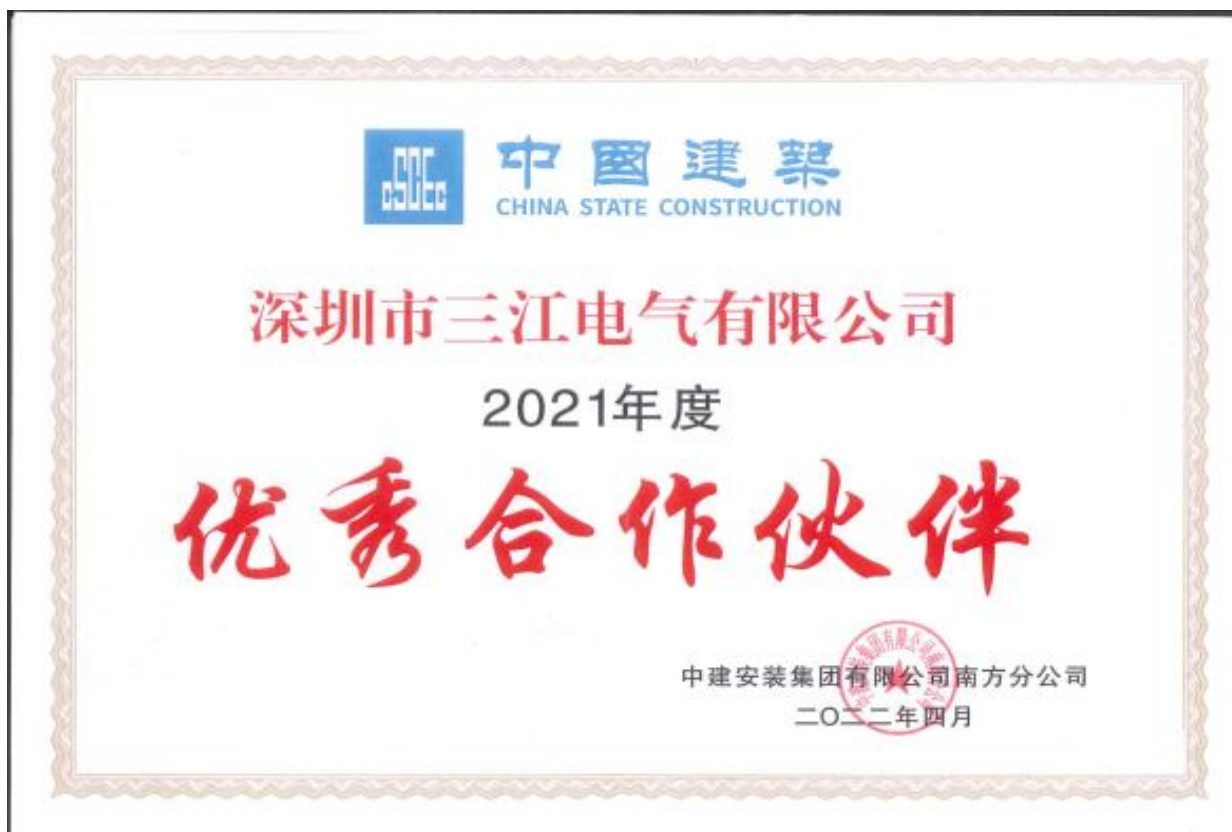 CSCEC
中國建築
CHINA STATE CONSTRUCTION
深圳市三江电气有限公司
2021年度
优秀合作伙伴
中建安装集团有限公司南方分公司
二〇二二年四月